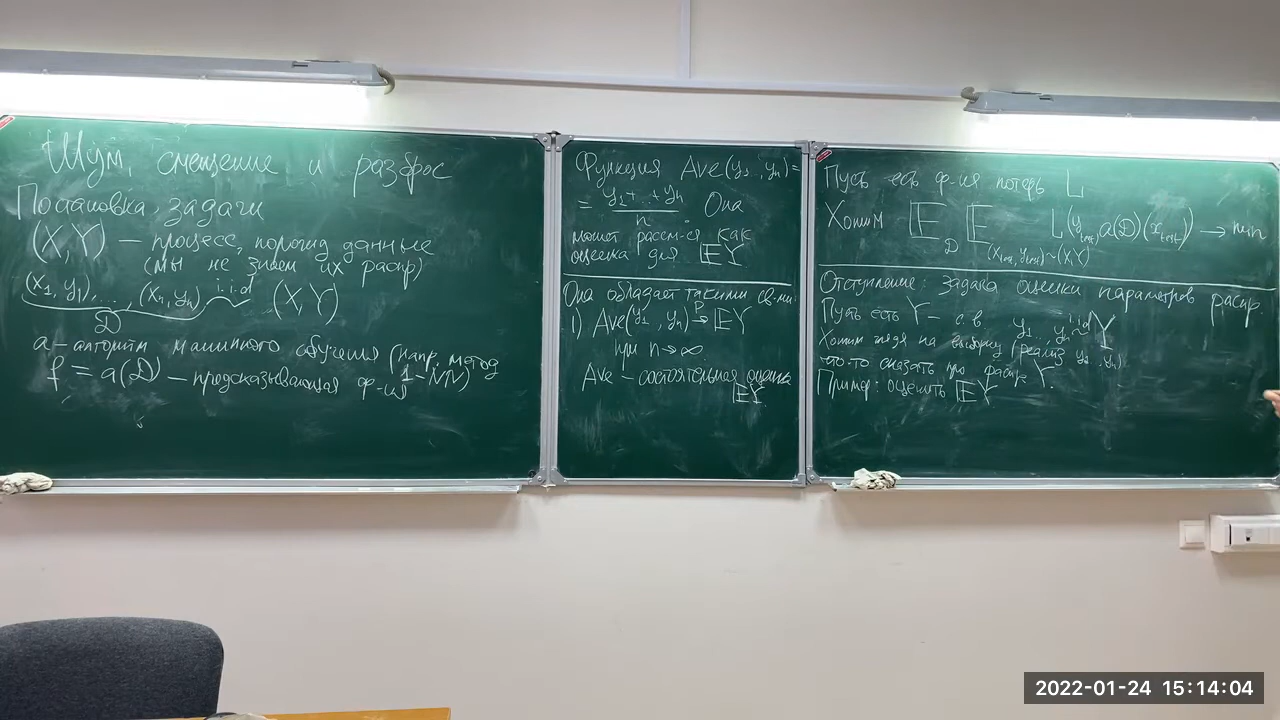 Шум, смещение и разброс
Постановка задачи
(X, Y) — процесс, порожд данные
(мы не знаем их распр)
(x₁, y₁), ..., (xₙ, yₙ) i.i.d (X, Y)
D
a — алгоритм машинного обучения (напр, метод
1-NN)
f = a(D) — предсказывающая ф-ия
Функция Ave(y₁, yₙ) =
= y₁+..+yₙ / n . Она
может рассм-ся как
оценка для 𝔼Y
Она обладает такими св-ми:
1) Ave(y₁, yₙ) →ᴾ 𝔼Y
при n→∞.
Ave — состоятельная оценка
𝔼Y.
Пусть есть ф-ия потерь L
Хотим 𝔼_D 𝔼_(xtest, ytest)~(X,Y) L(y_test, a(D)(x_test)) → min
Отступление: задача оценки параметров распр.
Пусть есть Y — с.в. y₁, yₙ i.i.d ~ Y
Хотим глядя на выборку (реализ y₁, yₙ)
что-то сказать про распр Y.
Пример: оценить 𝔼Y
2022-01-24 15:14:04